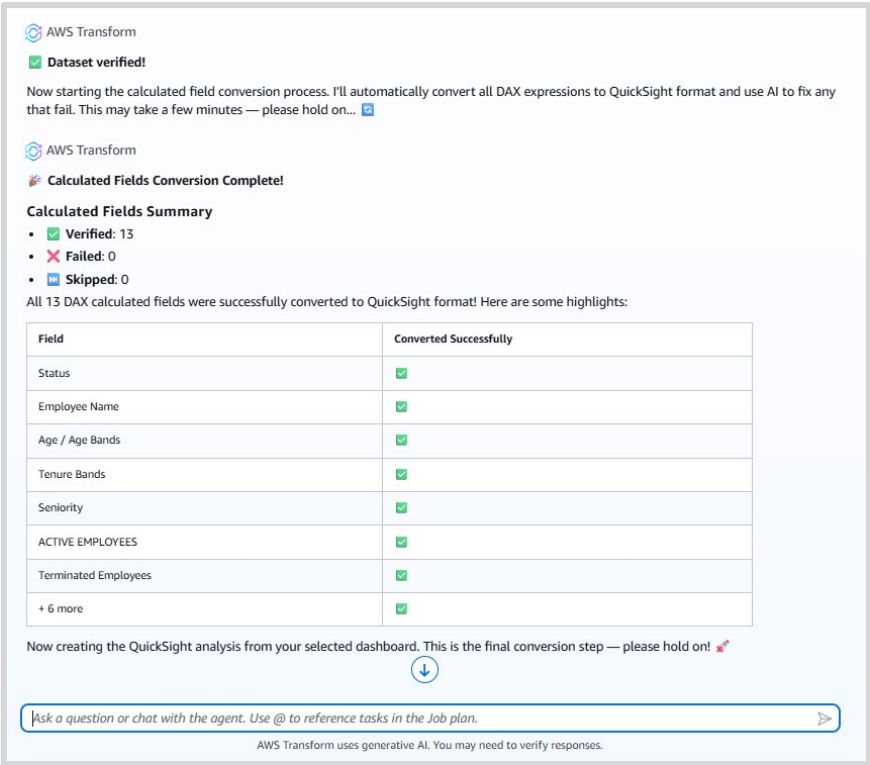 AWS Transform
✅ Dataset verified!
Now starting the calculated field conversion process. I'll automatically convert all DAX expressions to QuickSight format and use AI to fix any
that fail. This may take a few minutes — please hold on... 🔄
AWS Transform
🎉 Calculated Fields Conversion Complete!
Calculated Fields Summary
• ✅ Verified: 13
• ❌ Failed: 0
• ⏭️ Skipped: 0
All 13 DAX calculated fields were successfully converted to QuickSight format! Here are some highlights:
Field Converted Successfully
Status ✅
Employee Name ✅
Age / Age Bands ✅
Tenure Bands ✅
Seniority ✅
ACTIVE EMPLOYEES ✅
Terminated Employees ✅
+ 6 more ✅
Now creating the QuickSight analysis from your selected dashboard. This is the final conversion step — please hold on! 🚀
Ask a question or chat with the agent. Use @ to reference tasks in the Job plan.
AWS Transform uses generative AI. You may need to verify responses.